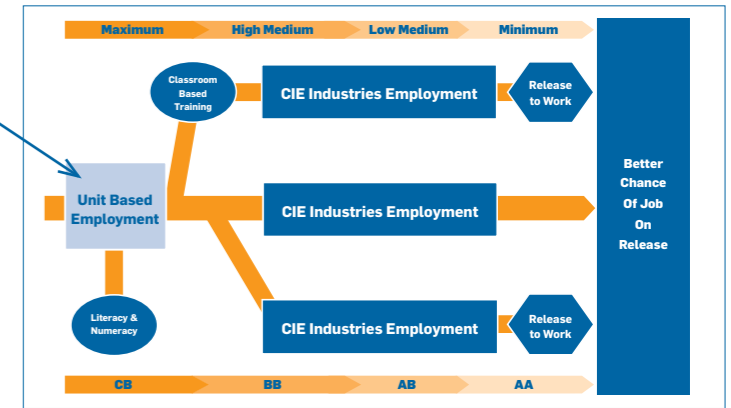 Maximum High Medium Low Medium Minimum
Classroom
Based
Training
CIE Industries Employment
Release
to Work
Unit Based
Employment
CIE Industries Employment
Better
Chance
Of Job
On
Release
Literacy &
Numeracy
CIE Industries Employment
Release
to Work
CB BB AB AA